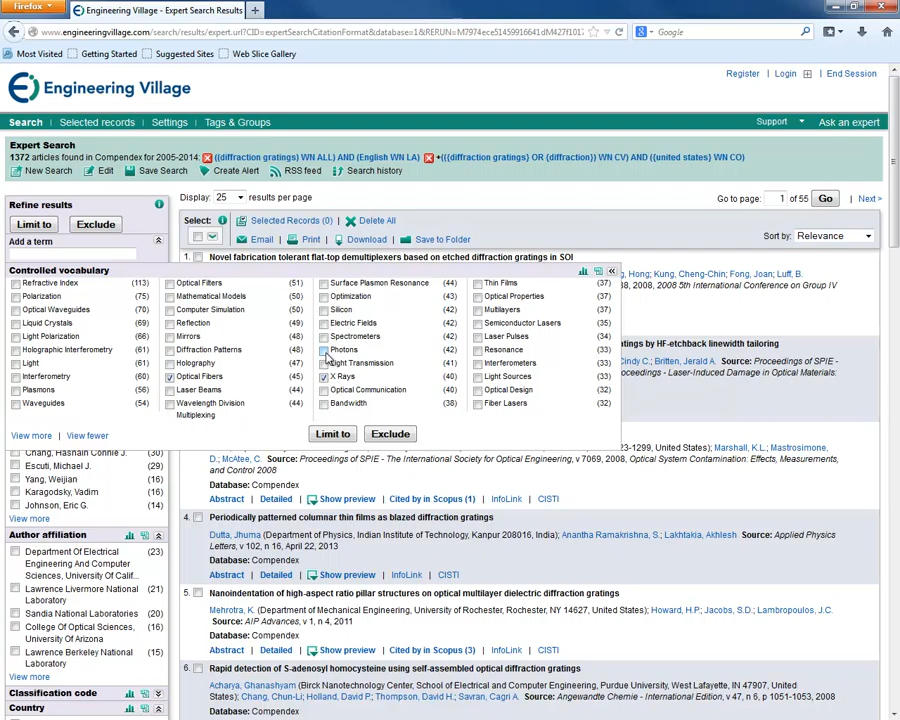 Firefox
Engineering Village - Expert Search Results
www.engineeringvillage.com/search/results/expert.url?CID=expertSearchCitationFormat&database=1&RERUN=M7974ece51459916641dM427f101
Google
Most Visited Getting Started Suggested Sites Web Slice Gallery
Register | Login | End Session
Engineering Village
Search Selected records Settings Tags & Groups Support Ask an expert
Expert Search
1372 articles found in Compendex for 2005-2014: (({diffraction gratings} WN ALL) AND (English WN LA) +((({diffraction gratings} OR {diffraction}) WN CV) AND ({united states} WN CO)
New Search Edit Save Search Create Alert RSS feed Search history
Refine results
Limit to Exclude
Add a term
Display: 25 results per page Go to page: 1 of 55 Go Next>
Select: Selected Records (0) Delete All
Email | Print | Download | Save to Folder Sort by: Relevance
1. Novel fabrication tolerant flat-top demultiplexers based on etched diffraction gratings in SOI
Controlled vocabulary
Refractive Index (113) Optical Filters (51) Surface Plasmon Resonance (44) Thin Films (37)
Polarization (75) Mathematical Models (50) Optimization (43) Optical Properties (37)
Optical Waveguides (70) Computer Simulation (50) Silicon (42) Multilayers (37)
Liquid Crystals (69) Reflection (49) Electric Fields (42) Semiconductor Lasers (35)
Light Polarization (66) Mirrors (48) Spectrometers (42) Laser Pulses (34)
Holographic Interferometry (61) Diffraction Patterns (48) Photons (42) Resonance (33)
Light (61) Holography (47) Light Transmission (41) Interferometers (33)
Interferometry (60) Optical Fibers (45) X Rays (40) Light Sources (33)
Plasmons (56) Laser Beams (44) Optical Communication (40) Optical Design (32)
Waveguides (54) Wavelength Division Multiplexing (44) Bandwidth (38) Fiber Lasers (32)
View more | View fewer Limit to Exclude
Hong; Kung, Cheng-Chin; Fong, Joan; Luff, B.
, 2008, 2008 5th International Conference on Group IV
atings by HF-etchback linewidth tailoring
Cindy C.; Britten, Jerald A. Source: Proceedings of SPIE -
- Laser-Induced Damage in Optical Materials:
Chang, Hashain Connie J. (30)
Escuti, Michael J. (29)
Yang, Weijian (26)
Karagodsky, Vadim (26)
Johnson, Eric G. (25)
View more
Author affiliation
Department Of Electrical Engineering And Computer Sciences, University Of Calif... (23)
Lawrence Livermore National Laboratory (21)
Sandia National Laboratories (20)
College Of Optical Sciences, University Of Arizona (16)
Lawrence Berkeley National Laboratory (15)
View more
Classification code
Country
23-1299, United States); Marshall, K.L.; Mastrosimone,
D.; McAtee, C. Source: Proceedings of SPIE - The International Society for Optical Engineering, v 7069, 2008, Optical System Contamination: Effects, Measurements,
and Control 2008
Database: Compendex
Abstract | Detailed | Show preview | Cited by in Scopus (1) | InfoLink | CISTI
4. Periodically patterned columnar thin films as blazed diffraction gratings
Dutta, Jhuma (Department of Physics, Indian Institute of Technology, Kanpur 208016, India); Anantha Ramakrishna, S.; Lakhtakia, Akhlesh Source: Applied Physics
Letters, v 102, n 16, April 22, 2013
Database: Compendex
Abstract | Detailed | Show preview | InfoLink | CISTI
5. Nanoindentation of high-aspect ratio pillar structures on optical multilayer dielectric diffraction gratings
Mehrotra, K. (Department of Mechanical Engineering, University of Rochester, Rochester, NY 14627, United States); Howard, H.P.; Jacobs, S.D.; Lambropoulos, J.C.
Source: AIP Advances, v 1, n 4, 2011
Database: Compendex
Abstract | Detailed | Show preview | Cited by in Scopus (3) | InfoLink | CISTI
6. Rapid detection of S-adenosyl homocysteine using self-assembled optical diffraction gratings
Acharya, Ghanashyam (Birck Nanotechnology Center, School of Electrical and Computer Engineering, Purdue University, West Lafayette, IN 47907, United
States); Chang, Chun-Li; Holland, David P.; Thompson, David H.; Savran, Cagri A. Source: Angewandte Chemie - International Edition, v 47, n 6, p 1051-1053, 2008
Database: Compendex